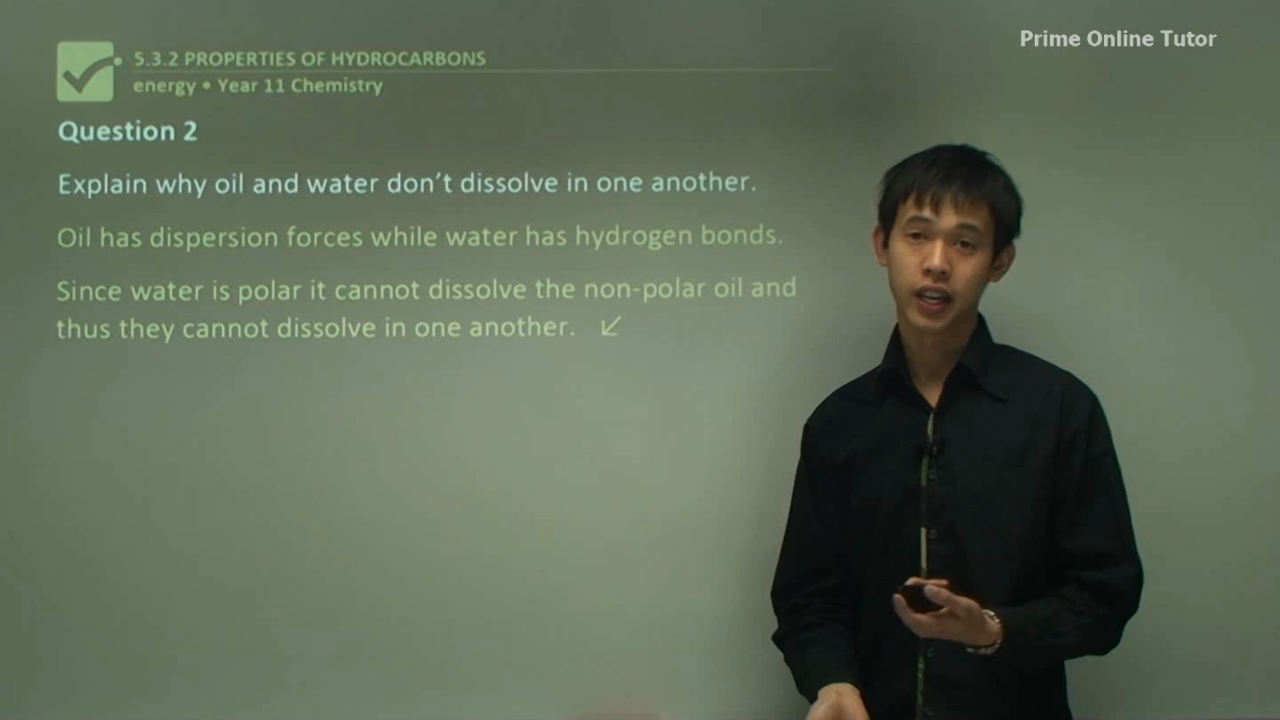 Prime Online Tutor
5.3.2 PROPERTIES OF HYDROCARBONS
energy • Year 11 Chemistry
Question 2
Explain why oil and water don’t dissolve in one another.
Oil has dispersion forces while water has hydrogen bonds.
Since water is polar it cannot dissolve the non-polar oil and
thus they cannot dissolve in one another.